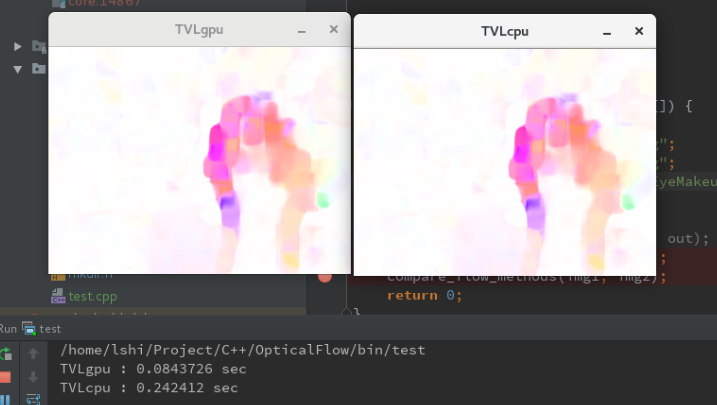 core.14867
TVLgpu
TVLcpu
[]) {
";
";
iyeMakeu
out);
;
mkdir.h
compare_flow_methods(img1, img2);
test.cpp
return 0;
}
Run test
/home/lshi/Project/C++/OpticalFlow/bin/test
TVLgpu : 0.0843726 sec
TVLcpu : 0.242412 sec